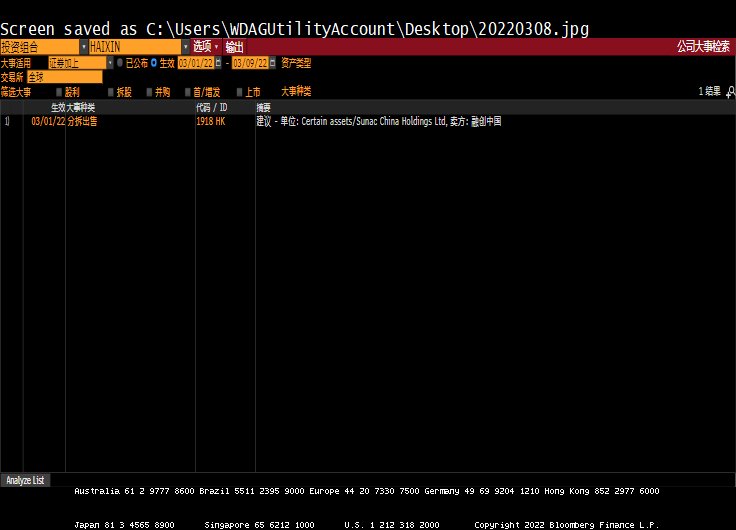 Screen saved as C:\Users\WDAGUtilityAccount\Desktop\20220308.jpg
投资组合 HAIXIN 选项 输出 公司大事检索
大事适用 证券加上 已公布 生效 03/01/22 - 03/09/22 资产类型
交易所 全球
筛选大事 股利 拆股 并购 首/增发 上市 大事种类 1 结果
生效 大事种类 代码 / ID 摘要
1) 03/01/22 分拆出售 1918 HK 建议 - 单位: Certain assets/Sunac China Holdings Ltd, 卖方: 融创中国
Analyze List
Australia 61 2 9777 8600 Brazil 5511 2395 9000 Europe 44 20 7330 7500 Germany 49 69 9204 1210 Hong Kong 852 2977 6000
Japan 81 3 4565 8900 Singapore 65 6212 1000 U.S. 1 212 318 2000 Copyright 2022 Bloomberg Finance L.P.